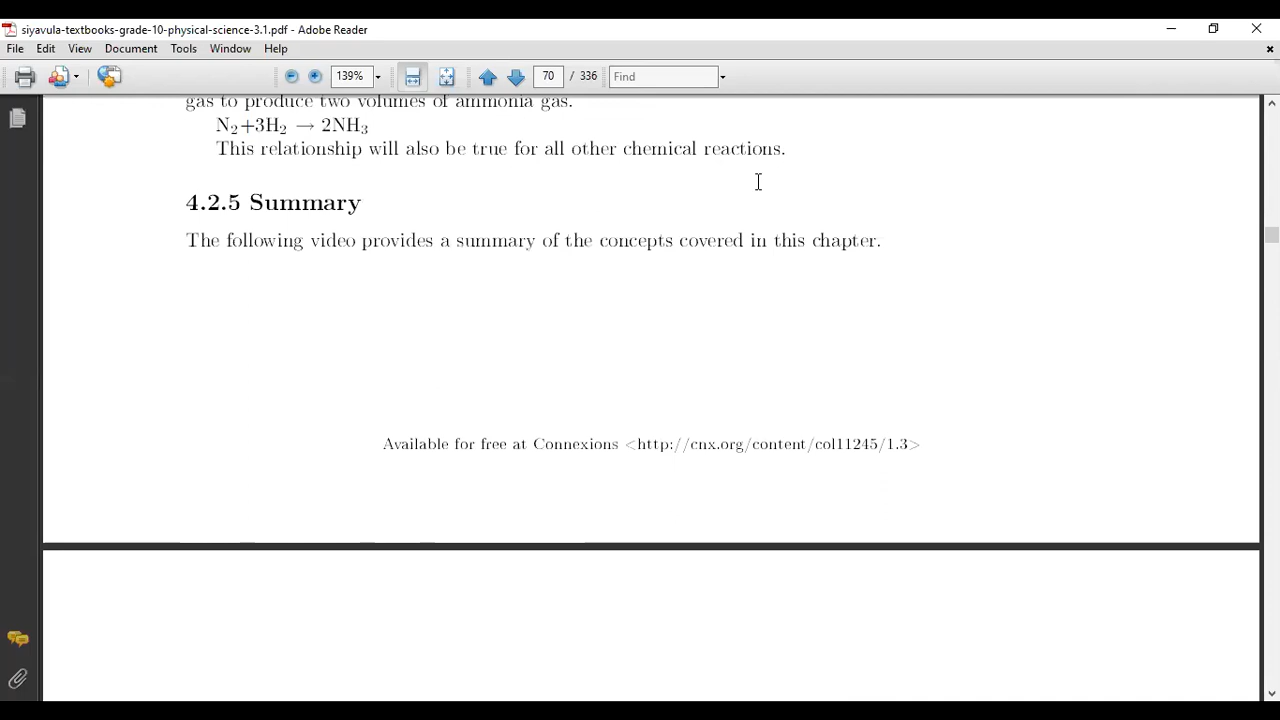 siyavula-textbooks-grade-10-physical-science-3.1.pdf - Adobe Reader
File Edit View Document Tools Window Help
139% 70 / 336 Find
gas to produce two volumes of ammonia gas.
N₂+3H₂ → 2NH₃
This relationship will also be true for all other chemical reactions.
4.2.5 Summary
The following video provides a summary of the concepts covered in this chapter.
Available for free at Connexions <http://cnx.org/content/col11245/1.3>